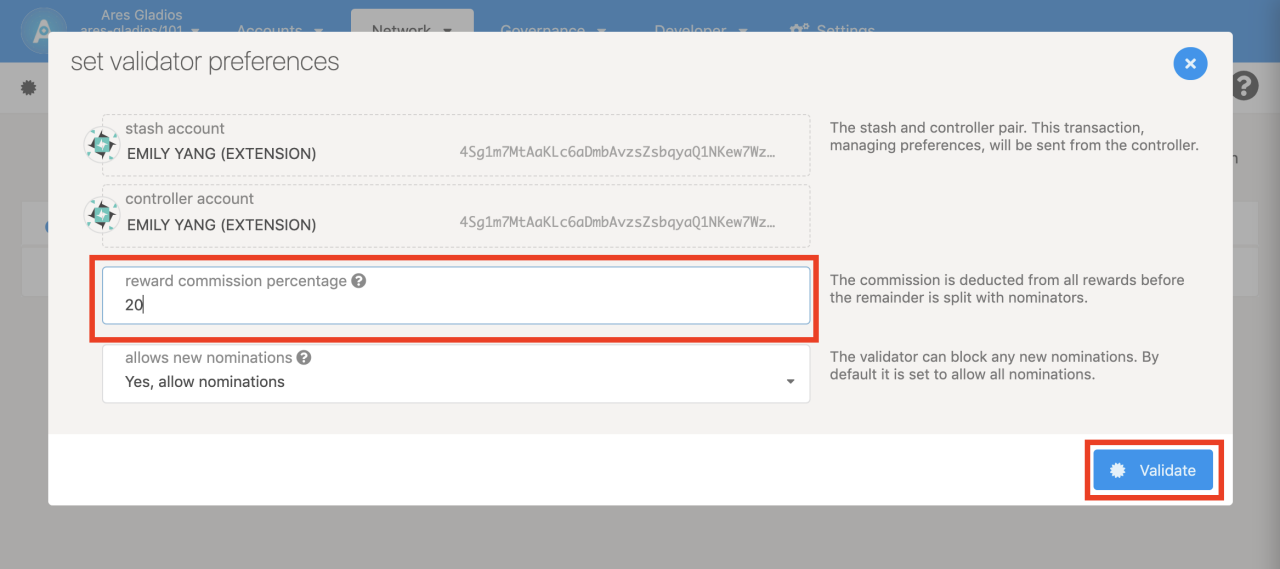 Ares Gladios
ares-gladios/101
Accounts
Network
Governance
Developer
Settings
set validator preferences
stash account
EMILY YANG (EXTENSION)
4Sg1m7MtAaKLc6aDmbAvzsZsbqyaQ1NKew7Wz…
The stash and controller pair. This transaction,
managing preferences, will be sent from the controller.
controller account
EMILY YANG (EXTENSION)
4Sg1m7MtAaKLc6aDmbAvzsZsbqyaQ1NKew7Wz…
reward commission percentage
20
The commission is deducted from all rewards before
the remainder is split with nominators.
allows new nominations
Yes, allow nominations
The validator can block any new nominations. By
default it is set to allow all nominations.
Validate